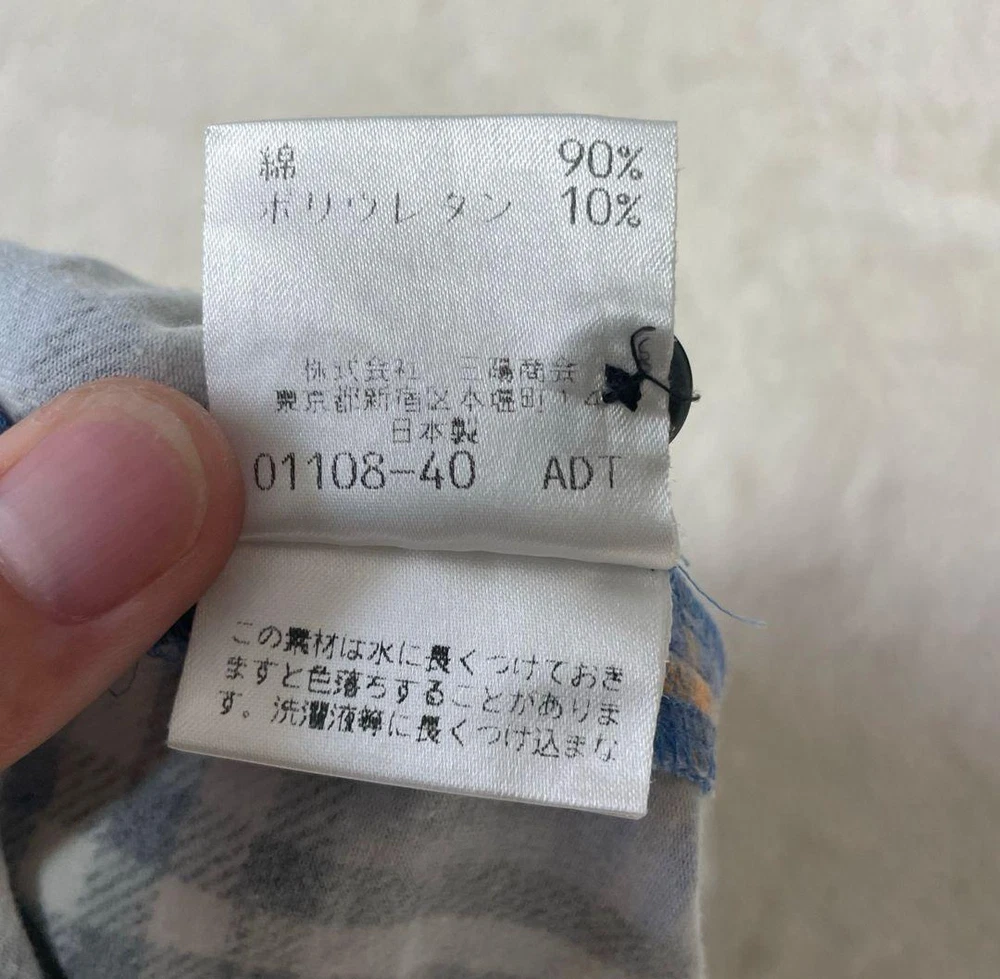 綿 90%
ポリウレタン 10%
株式会社 三陽商会
東京都新宿区本塩町14
日本製
01108-40 ADT
この素材は水に長くつけておき
ますと色落ちすることがありま
す。洗濯液等に長くつけ込まな